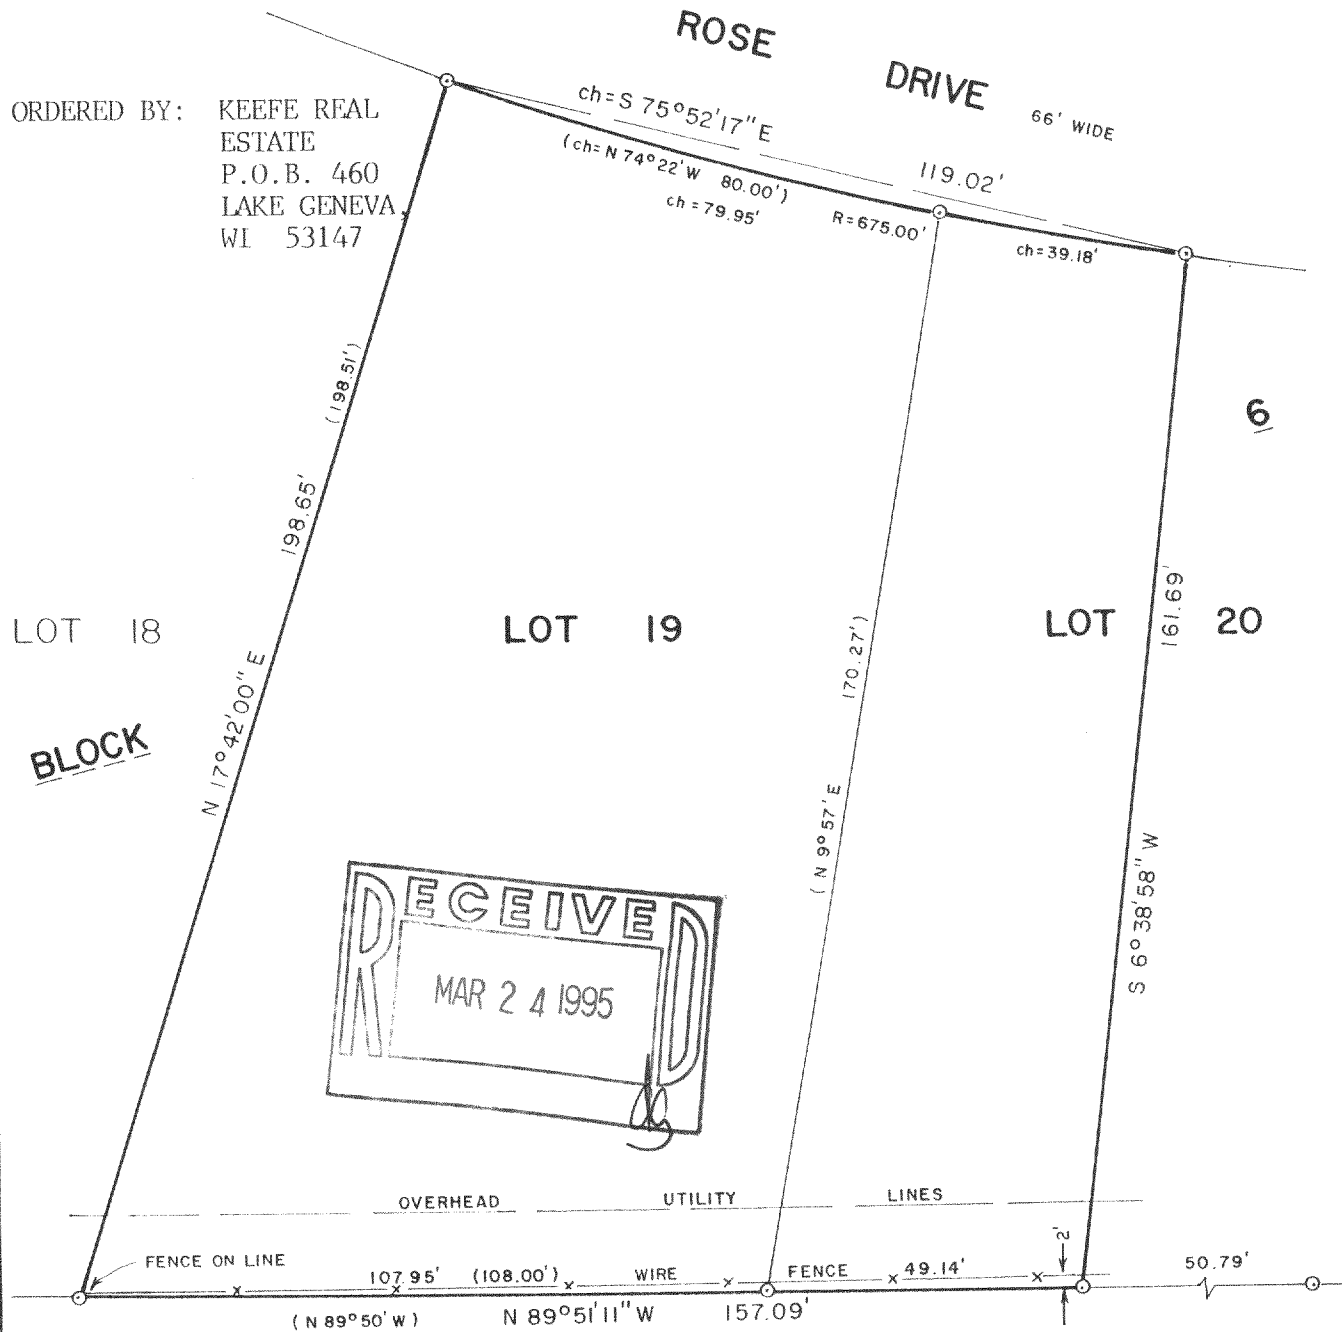 ROSE DRIVE 66' WIDE
ORDERED BY: KEEFE REAL
ESTATE
P.O.B. 460
LAKE GENEVA,
WI 53147
ch=S 75°52'17"E 119.02'
(ch=N 74°22'W 80.00')
ch=79.95' R=675.00'
ch=39.18'
(198.51')
198.65'
N 17°42'00"E
6
LOT 18
LOT 19
LOT 20
BLOCK
170.27')
(N 9°57'E
161.69'
S 6°38'58"W
RECEIVED
MAR 24 1995
OVERHEAD UTILITY LINES
FENCE ON LINE
107.95' (108.00') WIRE FENCE 49.14'
2'
50.79'
(N 89°50'W) N 89°51'11"W 157.09'